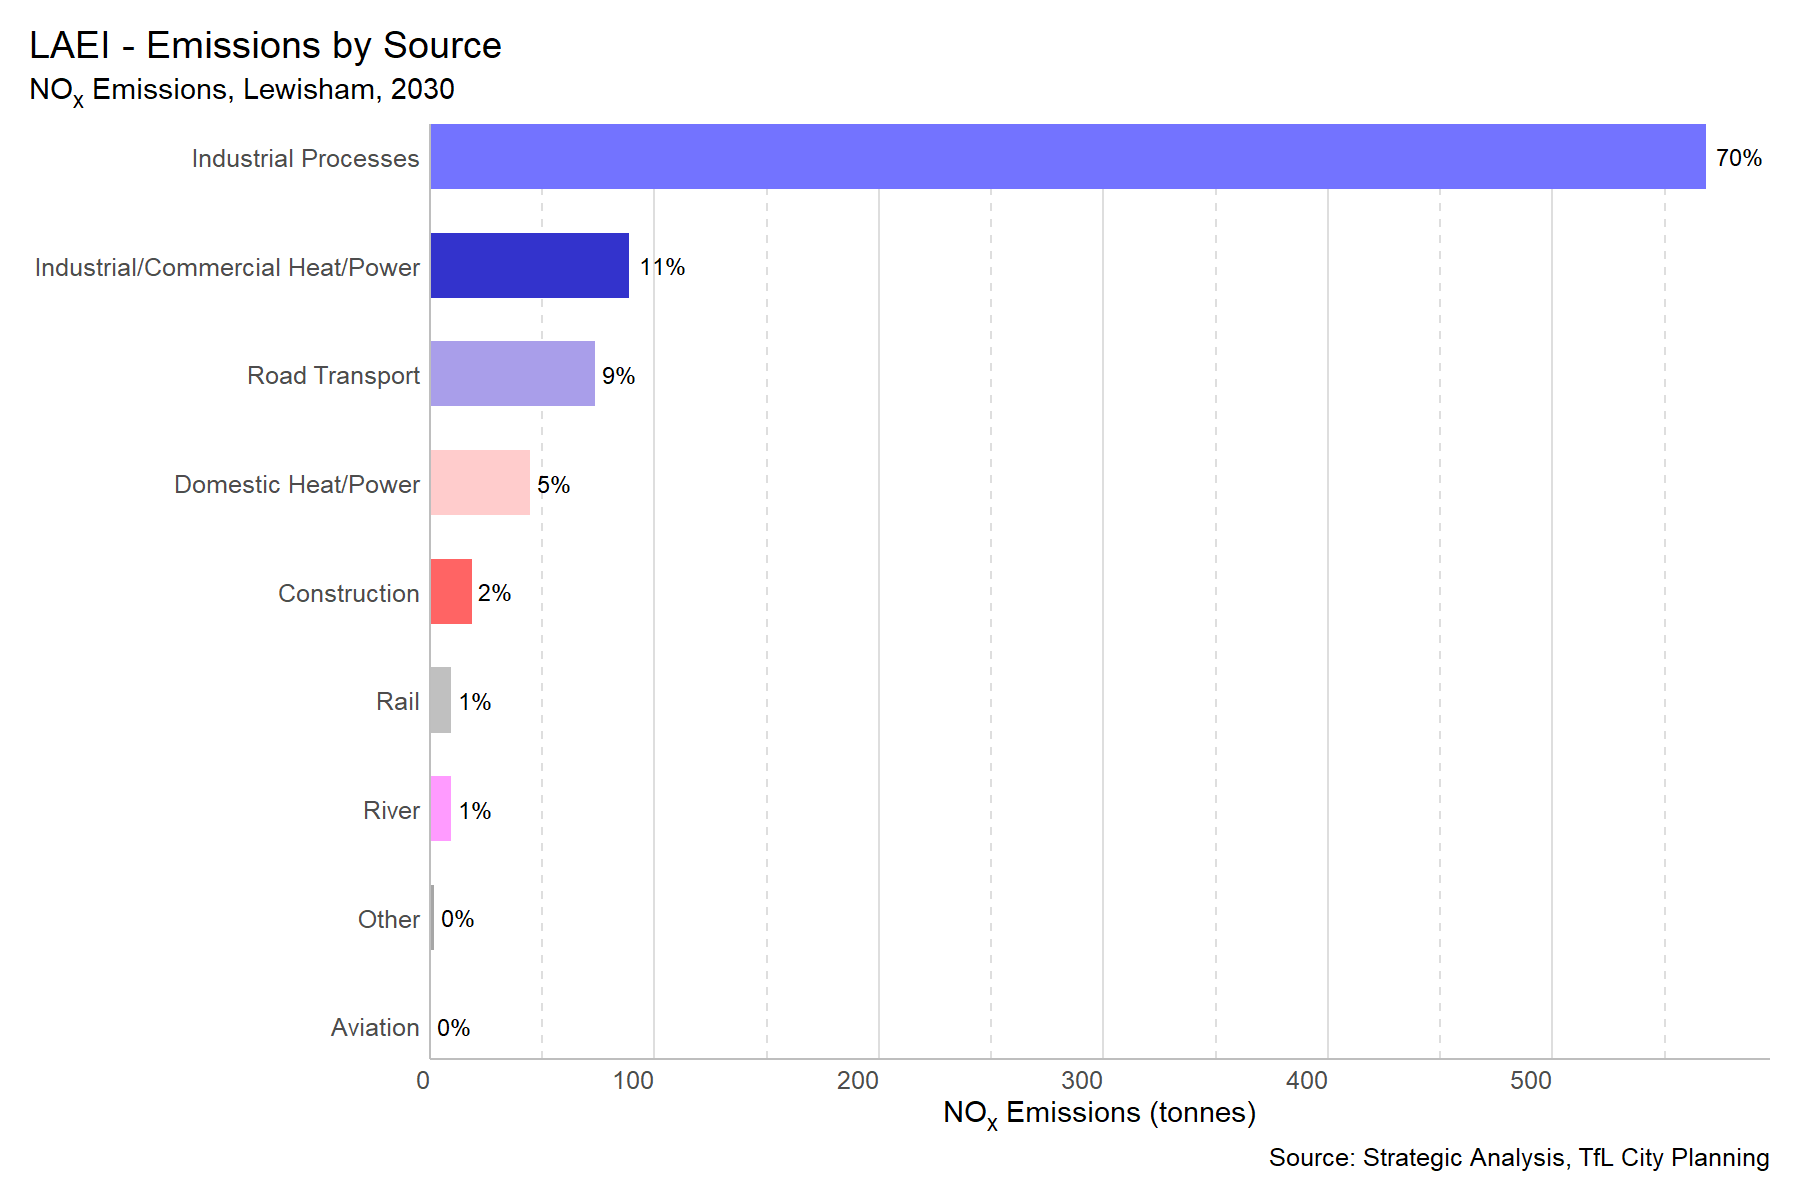 LAEI - Emissions by Source
NOx Emissions, Lewisham, 2030
Industrial Processes 70%
Industrial/Commercial Heat/Power 11%
Road Transport 9%
Domestic Heat/Power 5%
Construction 2%
Rail 1%
River 1%
Other 0%
Aviation 0%
0 100 200 300 400 500
NOx Emissions (tonnes)
Source: Strategic Analysis, TfL City Planning